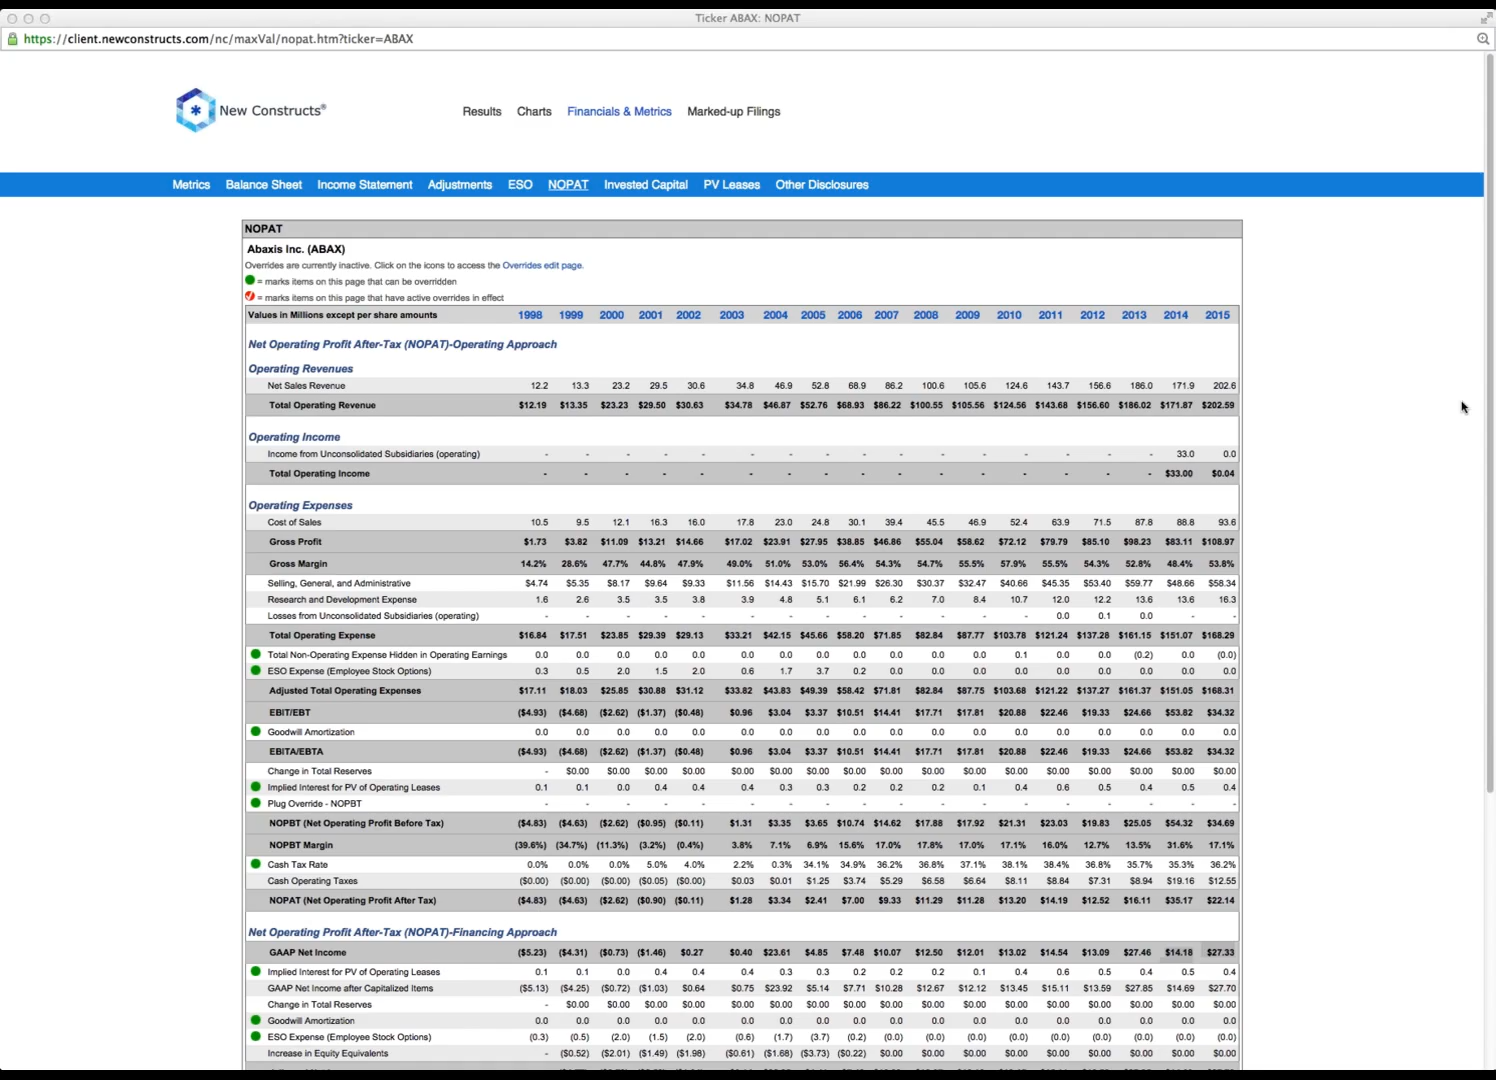 Ticker ABAX: NOPAT
https://client.newconstructs.com/nc/maxVal/nopat.htm?ticker=ABAX
New Constructs® Results Charts Financials & Metrics Marked-up Filings
Metrics Balance Sheet Income Statement Adjustments ESO NOPAT Invested Capital PV Leases Other Disclosures
NOPAT
Abaxis Inc. (ABAX)
Overrides are currently inactive. Click on the icons to access the Overrides edit page.
= marks items on this page that can be overridden
= marks items on this page that have active overrides in effect
Values in Millions except per share amounts 1998 1999 2000 2001 2002 2003 2004 2005 2006 2007 2008 2009 2010 2011 2012 2013 2014 2015
Net Operating Profit After-Tax (NOPAT)-Operating Approach
Operating Revenues
Net Sales Revenue 12.2 13.3 23.2 29.5 30.6 34.8 46.9 52.8 68.9 86.2 100.6 105.6 124.6 143.7 156.6 186.0 171.9 202.6
Total Operating Revenue $12.19 $13.35 $23.23 $29.50 $30.63 $34.78 $46.87 $52.76 $68.93 $86.22 $100.55 $105.56 $124.56 $143.68 $156.60 $186.02 $171.87 $202.59
Operating Income
Income from Unconsolidated Subsidiaries (operating) - - - - - - - - - - - - - - - - 33.0 0.0
Total Operating Income - - - - - - - - - - - - - - - - $33.00 $0.04
Operating Expenses
Cost of Sales 10.5 9.5 12.1 16.3 16.0 17.8 23.0 24.8 30.1 39.4 45.5 46.9 52.4 63.9 71.5 87.8 88.8 93.6
Gross Profit $1.73 $3.82 $11.09 $13.21 $14.66 $17.02 $23.91 $27.95 $38.85 $46.86 $55.04 $58.62 $72.12 $79.79 $85.10 $98.23 $83.11 $108.97
Gross Margin 14.2% 28.6% 47.7% 44.8% 47.9% 49.0% 51.0% 53.0% 56.4% 54.3% 54.7% 55.5% 57.9% 55.5% 54.3% 52.8% 48.4% 53.8%
Selling, General, and Administrative $4.74 $5.35 $8.17 $9.64 $9.33 $11.56 $14.43 $15.70 $21.99 $26.30 $30.37 $32.47 $40.66 $45.35 $53.40 $59.77 $48.66 $58.34
Research and Development Expense 1.6 2.6 3.5 3.5 3.8 3.9 4.8 5.1 6.1 6.2 7.0 8.4 10.7 12.0 12.2 13.6 13.6 16.3
Losses from Unconsolidated Subsidiaries (operating) - - - - - - - - - - - - - 0.0 0.1 0.0 - -
Total Operating Expense $16.84 $17.51 $23.85 $29.39 $29.13 $33.21 $42.15 $45.66 $58.20 $71.85 $82.84 $87.77 $103.78 $121.24 $137.28 $161.15 $151.07 $168.29
Total Non-Operating Expense Hidden in Operating Earnings 0.0 0.0 0.0 0.0 0.0 0.0 0.0 0.0 0.0 0.0 0.0 0.0 0.1 0.0 0.0 (0.2) 0.0 (0.0)
ESO Expense (Employee Stock Options) 0.3 0.5 2.0 1.5 2.0 0.6 1.7 3.7 0.2 0.0 0.0 0.0 0.0 0.0 0.0 0.0 0.0 0.0
Adjusted Total Operating Expenses $17.11 $18.03 $25.85 $30.88 $31.12 $33.82 $43.83 $49.39 $58.42 $71.81 $82.84 $87.75 $103.68 $121.22 $137.27 $161.37 $151.05 $168.31
EBIT/EBT ($4.93) ($4.68) ($2.62) ($1.37) ($0.48) $0.96 $3.04 $3.37 $10.51 $14.41 $17.71 $17.81 $20.88 $22.46 $19.33 $24.66 $53.82 $34.32
Goodwill Amortization 0.0 0.0 0.0 0.0 0.0 0.0 0.0 0.0 0.0 0.0 0.0 0.0 0.0 0.0 0.0 0.0 0.0 0.0
EBITA/EBTA ($4.93) ($4.68) ($2.62) ($1.37) ($0.48) $0.96 $3.04 $3.37 $10.51 $14.41 $17.71 $17.81 $20.88 $22.46 $19.33 $24.66 $53.82 $34.32
Change in Total Reserves - $0.00 $0.00 $0.00 $0.00 $0.00 $0.00 $0.00 $0.00 $0.00 $0.00 $0.00 $0.00 $0.00 $0.00 $0.00 $0.00 $0.00
Implied Interest for PV of Operating Leases 0.1 0.1 0.0 0.4 0.4 0.4 0.3 0.3 0.2 0.2 0.2 0.1 0.4 0.6 0.5 0.4 0.5 0.4
Plug Override - NOPBT - - - - - - - - - - - - - - - - - -
NOPBT (Net Operating Profit Before Tax) ($4.83) ($4.63) ($2.62) ($0.95) ($0.11) $1.31 $3.35 $3.65 $10.74 $14.62 $17.88 $17.92 $21.31 $23.03 $19.83 $25.05 $54.32 $34.69
NOPBT Margin (39.6%) (34.7%) (11.3%) (3.2%) (0.4%) 3.8% 7.1% 6.9% 15.6% 17.0% 17.8% 17.0% 17.1% 16.0% 12.7% 13.5% 31.6% 17.1%
Cash Tax Rate 0.0% 0.0% 0.0% 5.0% 4.0% 2.2% 0.3% 34.1% 34.9% 36.2% 36.8% 37.1% 38.1% 38.4% 36.8% 35.7% 35.3% 36.2%
Cash Operating Taxes ($0.00) ($0.00) ($0.00) ($0.05) ($0.00) $0.03 $0.01 $1.25 $3.74 $5.29 $6.58 $6.64 $8.11 $8.84 $7.31 $8.94 $19.16 $12.55
NOPAT (Net Operating Profit After Tax) ($4.83) ($4.63) ($2.62) ($0.90) ($0.11) $1.28 $3.34 $2.41 $7.00 $9.33 $11.29 $11.28 $13.20 $14.19 $12.52 $16.11 $35.17 $22.14
Net Operating Profit After-Tax (NOPAT)-Financing Approach
GAAP Net Income ($5.23) ($4.31) ($0.73) ($1.46) $0.27 $0.40 $23.61 $4.85 $7.48 $10.07 $12.50 $12.01 $13.02 $14.54 $13.09 $27.46 $14.18 $27.33
Implied Interest for PV of Operating Leases 0.1 0.1 0.0 0.4 0.4 0.4 0.3 0.3 0.2 0.2 0.2 0.1 0.4 0.6 0.5 0.4 0.5 0.4
GAAP Net Income after Capitalized Items ($5.13) ($4.25) ($0.72) ($1.03) $0.64 $0.75 $23.92 $5.14 $7.71 $10.28 $12.67 $12.12 $13.45 $15.11 $13.59 $27.85 $14.69 $27.70
Change in Total Reserves - $0.00 $0.00 $0.00 $0.00 $0.00 $0.00 $0.00 $0.00 $0.00 $0.00 $0.00 $0.00 $0.00 $0.00 $0.00 $0.00 $0.00
Goodwill Amortization 0.0 0.0 0.0 0.0 0.0 0.0 0.0 0.0 0.0 0.0 0.0 0.0 0.0 0.0 0.0 0.0 0.0 0.0
ESO Expense (Employee Stock Options) (0.3) (0.5) (2.0) (1.5) (2.0) (0.6) (1.7) (3.7) (0.2) (0.0) (0.0) (0.0) (0.0) (0.0) (0.0) (0.0) (0.0) (0.0)
Increase in Equity Equivalents - ($0.52) ($2.01) ($1.49) ($1.98) ($0.61) ($1.68) ($3.73) ($0.22) $0.00 $0.00 $0.00 $0.00 $0.00 $0.00 $0.00 $0.00 $0.00